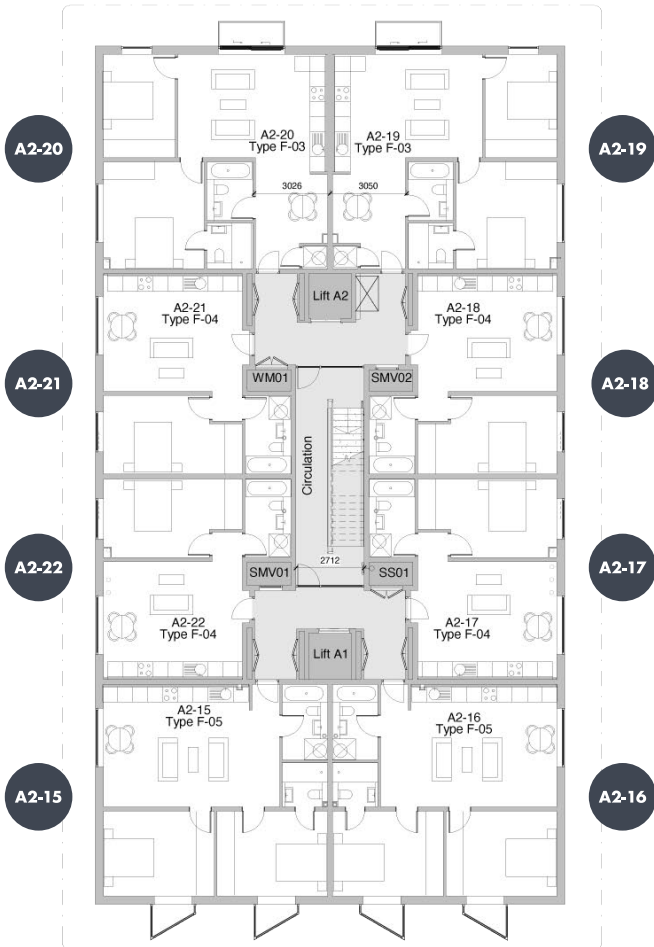 A2-20
Type F-03
A2-19
Type F-03
A2-20
A2-19
3026
3050
Lift A2
A2-21
Type F-04
A2-18
Type F-04
A2-21
WM01
SMV02
A2-18
Circulation
2712
A2-22
SMV01
SS01
A2-17
A2-22
Type F-04
A2-17
Type F-04
Lift A1
A2-15
Type F-05
A2-16
Type F-05
A2-15
A2-16